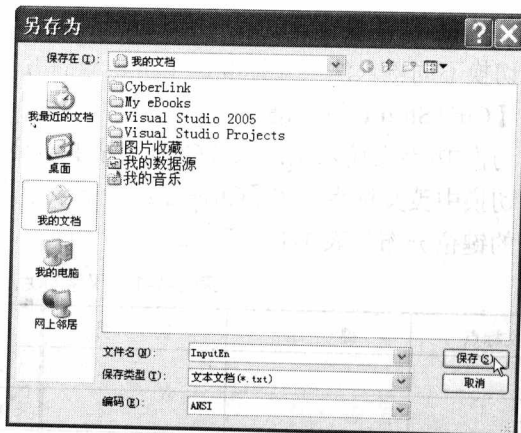 另存为
保存在(I): 我的文档
CyberLink
My eBooks
Visual Studio 2005
Visual Studio Projects
图片收藏
我的数据源
我的音乐
我最近的文档
桌面
我的文档
我的电脑
网上邻居
文件名(N): InputEn 保存(S)
保存类型(T): 文本文档(*.txt) 取消
编码(E): ANSI